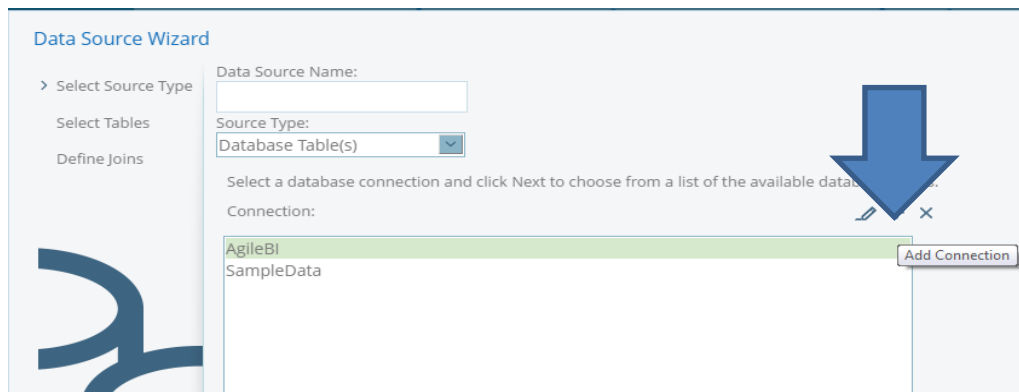 Data Source Wizard
> Select Source Type
Select Tables
Define Joins
Data Source Name:
Source Type:
Database Table(s)
Select a database connection and click Next to choose from a list of the available
Connection:
AgileBI
SampleData
Add Connection